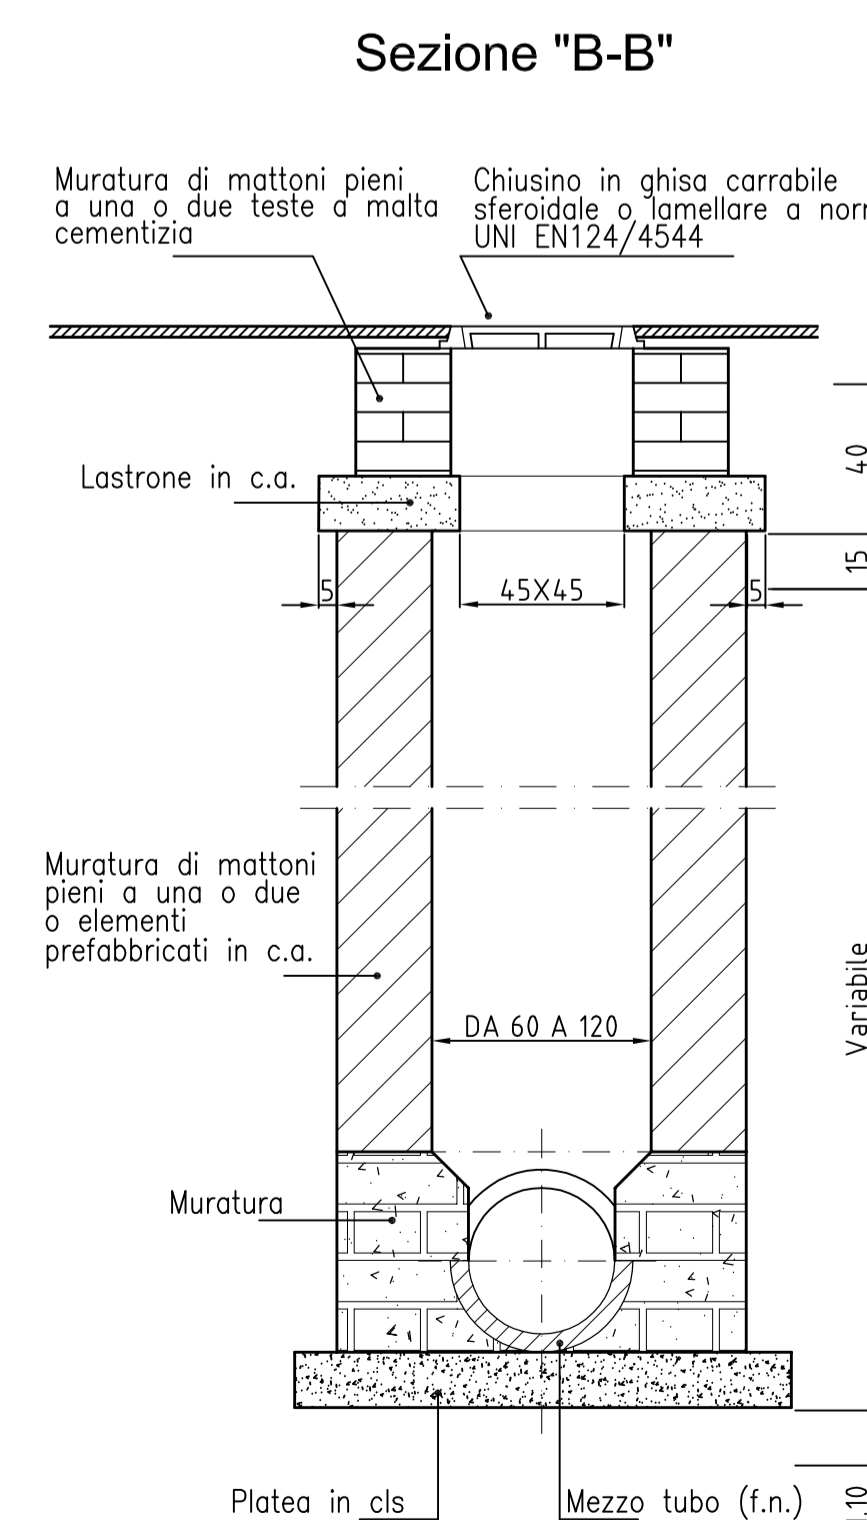 Sezione "B-B"
Muratura di mattoni pieni
a una o due teste a malta
cementizia
Chiusino in ghisa carrabile
sferoidale o lamellare a nor
UNI EN124/4544
40
Lastrone in c.a.
15
5
45X45
5
Muratura di mattoni
pieni a una o due
o elementi
prefabbricati in c.a.
Variabile
DA 60 A 120
Muratura
Platea in cls
Mezzo tubo (f.n.)
10